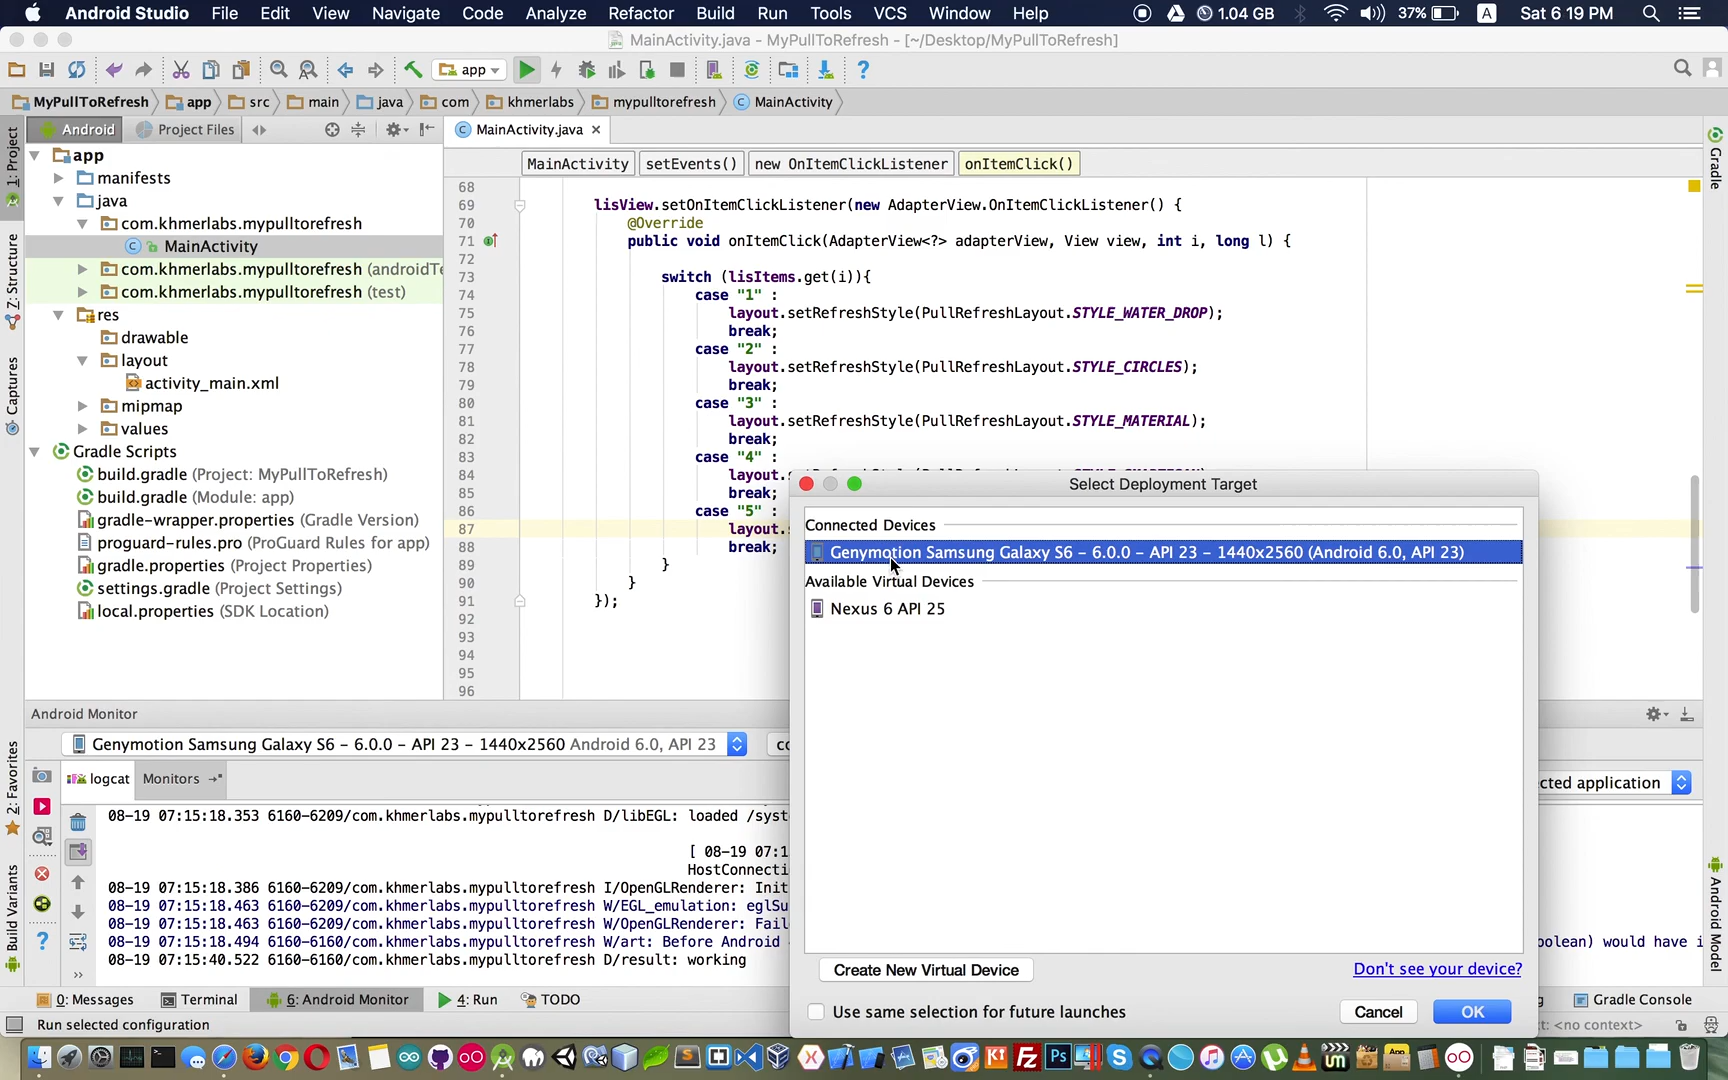 Android Studio File Edit View Navigate Code Analyze Refactor Build Run Tools VCS Window Help 1.04 GB 37% A Sat 6 19 PM
MainActivity.java - MyPullToRefresh - [~/Desktop/MyPullToRefresh]
app
MyPullToRefresh app src main java com khmerlabs mypulltorefresh MainActivity
Android Project Files MainActivity.java
MainActivity setEvents() new OnItemClickListener onItemClick()
1: Project
Z: Structure
Captures
2: Favorites
Build Variants
app
manifests
java
com.khmerlabs.mypulltorefresh
MainActivity
com.khmerlabs.mypulltorefresh (androidTe
com.khmerlabs.mypulltorefresh (test)
res
drawable
layout
activity_main.xml
mipmap
values
Gradle Scripts
build.gradle (Project: MyPullToRefresh)
build.gradle (Module: app)
gradle-wrapper.properties (Gradle Version)
proguard-rules.pro (ProGuard Rules for app)
gradle.properties (Project Properties)
settings.gradle (Project Settings)
local.properties (SDK Location)
68
69 lisView.setOnItemClickListener(new AdapterView.OnItemClickListener() {
70 @Override
71 public void onItemClick(AdapterView<?> adapterView, View view, int i, long l) {
72
73 switch (lisItems.get(i)){
74 case "1" :
75 layout.setRefreshStyle(PullRefreshLayout.STYLE_WATER_DROP);
76 break;
77 case "2" :
78 layout.setRefreshStyle(PullRefreshLayout.STYLE_CIRCLES);
79 break;
80 case "3" :
81 layout.setRefreshStyle(PullRefreshLayout.STYLE_MATERIAL);
82 break;
83 case "4" :
84 layout.
85 break;
86 case "5" :
87 layout.
88 break;
89 }
90 }
91 });
92
93
94
95
96
Gradle
Android Model
Select Deployment Target
Connected Devices
Genymotion Samsung Galaxy S6 - 6.0.0 - API 23 - 1440x2560 (Android 6.0, API 23)
Available Virtual Devices
Nexus 6 API 25
Create New Virtual Device Don't see your device?
Use same selection for future launches Cancel OK
Android Monitor
Genymotion Samsung Galaxy S6 - 6.0.0 - API 23 - 1440x2560 Android 6.0, API 23 co
logcat Monitors cted application
08-19 07:15:18.353 6160-6209/com.khmerlabs.mypulltorefresh D/libEGL: loaded /syst
[ 08-19 07:1
HostConnecti
08-19 07:15:18.386 6160-6209/com.khmerlabs.mypulltorefresh I/OpenGLRenderer: Init
08-19 07:15:18.463 6160-6209/com.khmerlabs.mypulltorefresh W/EGL_emulation: eglSu
08-19 07:15:18.463 6160-6209/com.khmerlabs.mypulltorefresh W/OpenGLRenderer: Fail
08-19 07:15:18.494 6160-6160/com.khmerlabs.mypulltorefresh W/art: Before Android oolean) would have i
08-19 07:15:40.522 6160-6160/com.khmerlabs.mypulltorefresh D/result: working
0: Messages Terminal 6: Android Monitor 4: Run TODO g Gradle Console
Run selected configuration t: <no context>